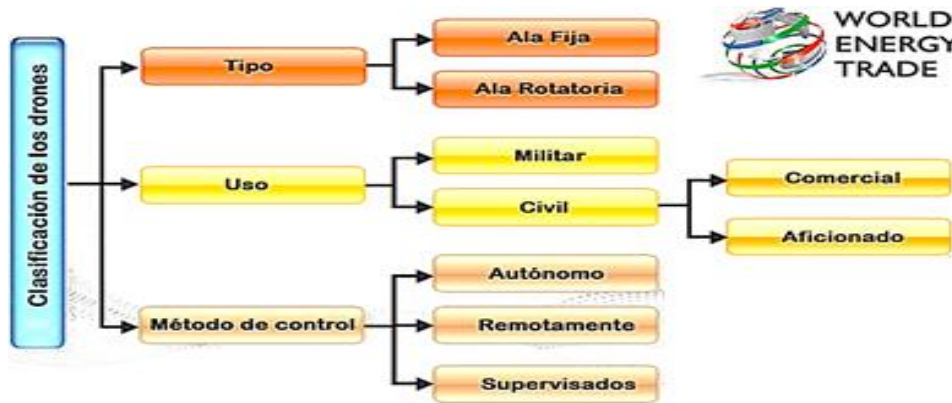 Clasificación de los drones
Tipo
Ala Fija
Ala Rotatoria
Uso
Militar
Civil
Comercial
Aficionado
Método de control
Autónomo
Remotamente
Supervisados
WORLD
ENERGY
TRADE